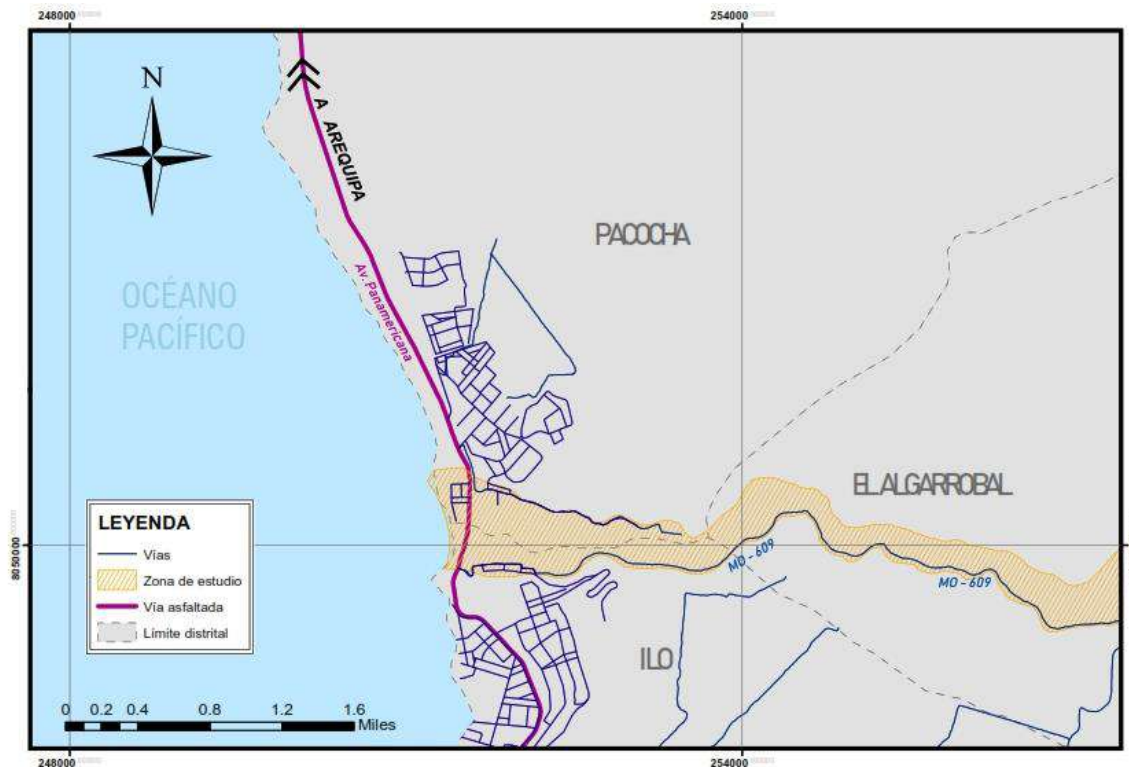 248000
254000
N
A AREQUIPA
PACOCHA
OCÉANO
PACÍFICO
Av. Panamericana
EL ALGARROBAL
LEYENDA
Vías
Zona de estudio
Vía asfaltada
Límite distrital
8050000
MO - 609
MO - 609
ILO
0 0.2 0.4 0.8 1.2 1.6
Miles
248000
254000